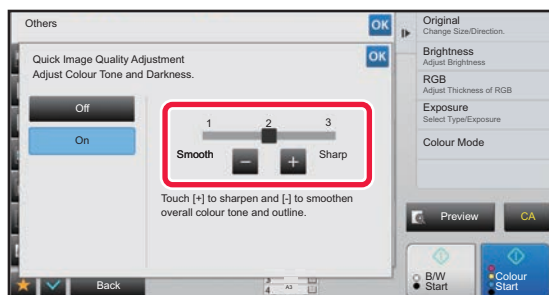 Others
OK
Quick Image Quality Adjustment
Adjust Colour Tone and Darkness.
OK
Off
On
1 2 3
Smooth - + Sharp
Touch [+] to sharpen and [-] to smoothen
overall colour tone and outline.
Back
3
4 A3
Original
Change Size/Direction.
Brightness
Adjust Brightness
RGB
Adjust Thickness of RGB
Exposure
Select Type/Exposure
Colour Mode
Preview
CA
B/W
Start
Colour
Start